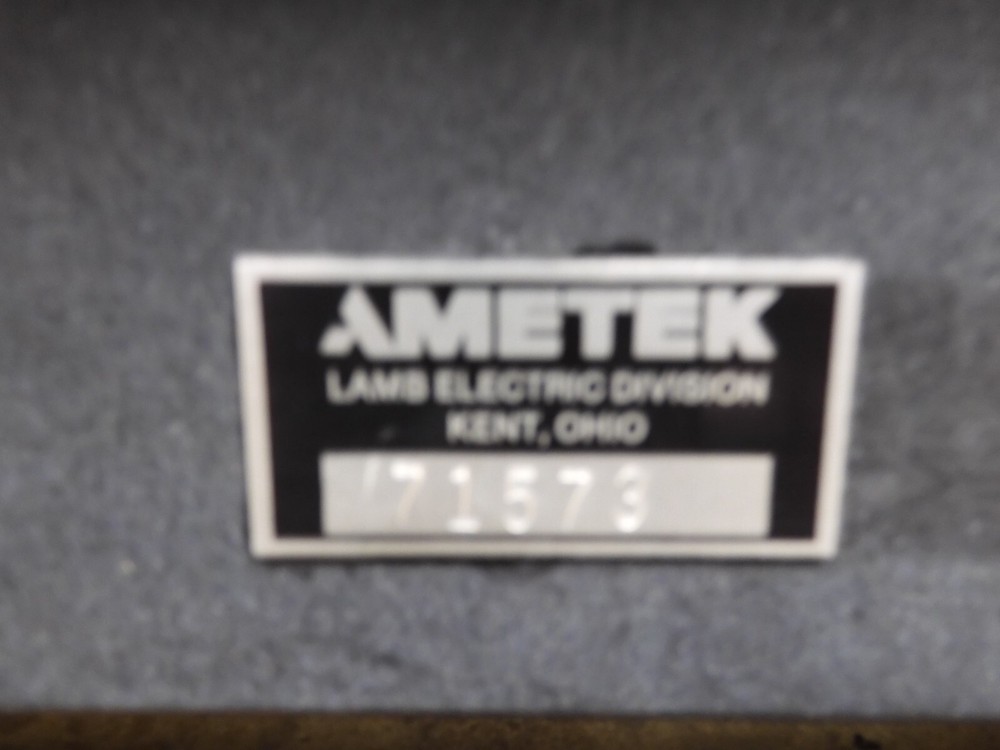 AMETEK
LAMB ELECTRIC DIVISION
KENT, OHIO
71573